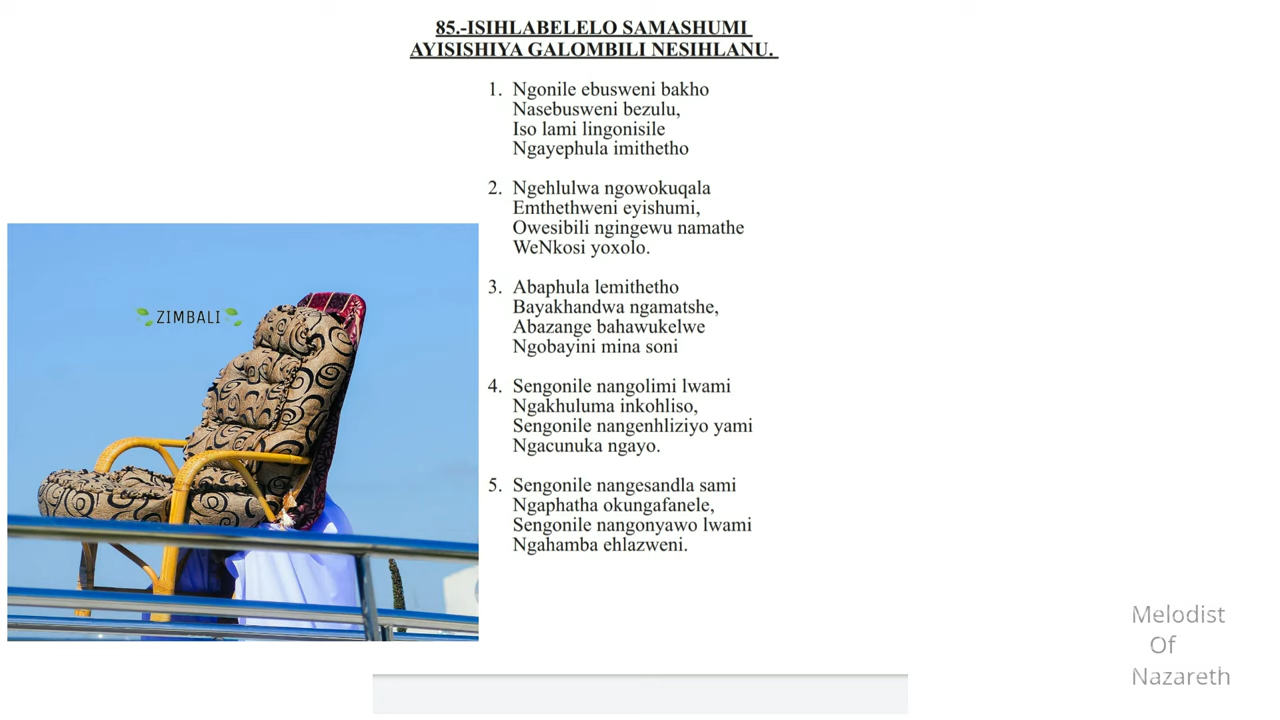 85.-ISIHLABELELO SAMASHUMI
AYISISHIYA GALOMBILI NESIHLANU.
1. Ngonile ebusweni bakho
Nasebusweni bezulu,
Iso lami lingonisile
Ngayephula imithetho
2. Ngehlulwa ngowokuqala
Emthethweni eyishumi,
Owesibili ngingewu namathe
WeNkosi yoxolo.
3. Abaphula lemithetho
Bayakhandwa ngamatshe,
Abazange bahawukelwe
Ngobayini mina soni
4. Sengonile nangolimi lwami
Ngakhuluma inkohliso,
Sengonile nangenhliziyo yami
Ngacunuka ngayo.
5. Sengonile nangesandla sami
Ngaphatha okungafanele,
Sengonile nangonyawo lwami
Ngahamba ehlazweni.
ZIMBALI
Melodist
Of
Nazareth